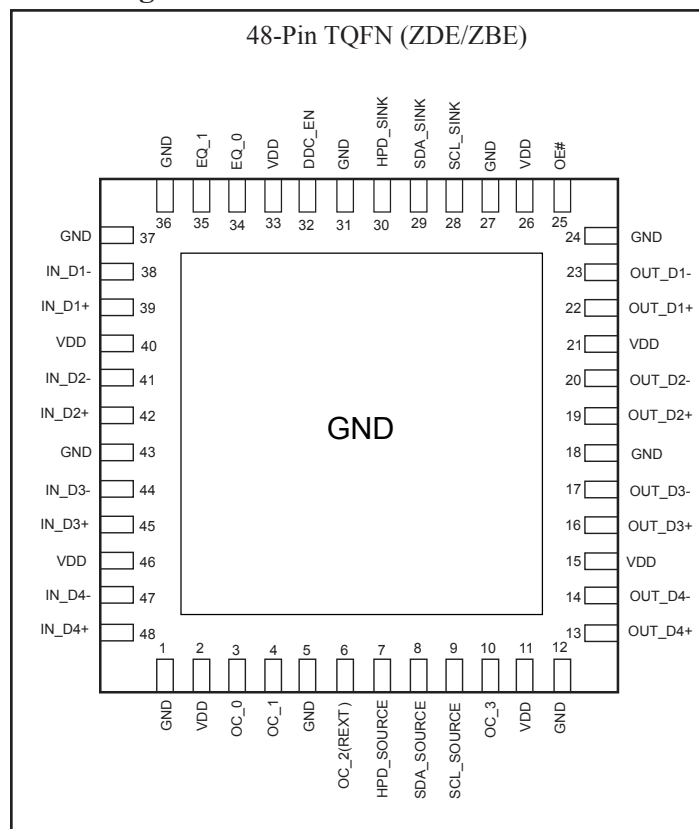 48-Pin TQFN (ZDE/ZBE)
GND
EQ_1
EQ_0
VDD
DDC_EN
GND
HPD_SINK
SDA_SINK
SCL_SINK
GND
VDD
OE#
36
35
34
33
32
31
30
29
28
27
26
25
GND 37
IN_D1- 38
IN_D1+ 39
VDD 40
IN_D2- 41
IN_D2+ 42
GND 43
IN_D3- 44
IN_D3+ 45
VDD 46
IN_D4- 47
IN_D4+ 48
GND
24 GND
23 OUT_D1-
22 OUT_D1+
21 VDD
20 OUT_D2-
19 OUT_D2+
18 GND
17 OUT_D3-
16 OUT_D3+
15 VDD
14 OUT_D4-
13 OUT_D4+
1
2
3
4
5
6
7
8
9
10
11
12
GND
VDD
OC_0
OC_1
GND
OC_2(REXT)
HPD_SOURCE
SDA_SOURCE
SCL_SOURCE
OC_3
VDD
GND